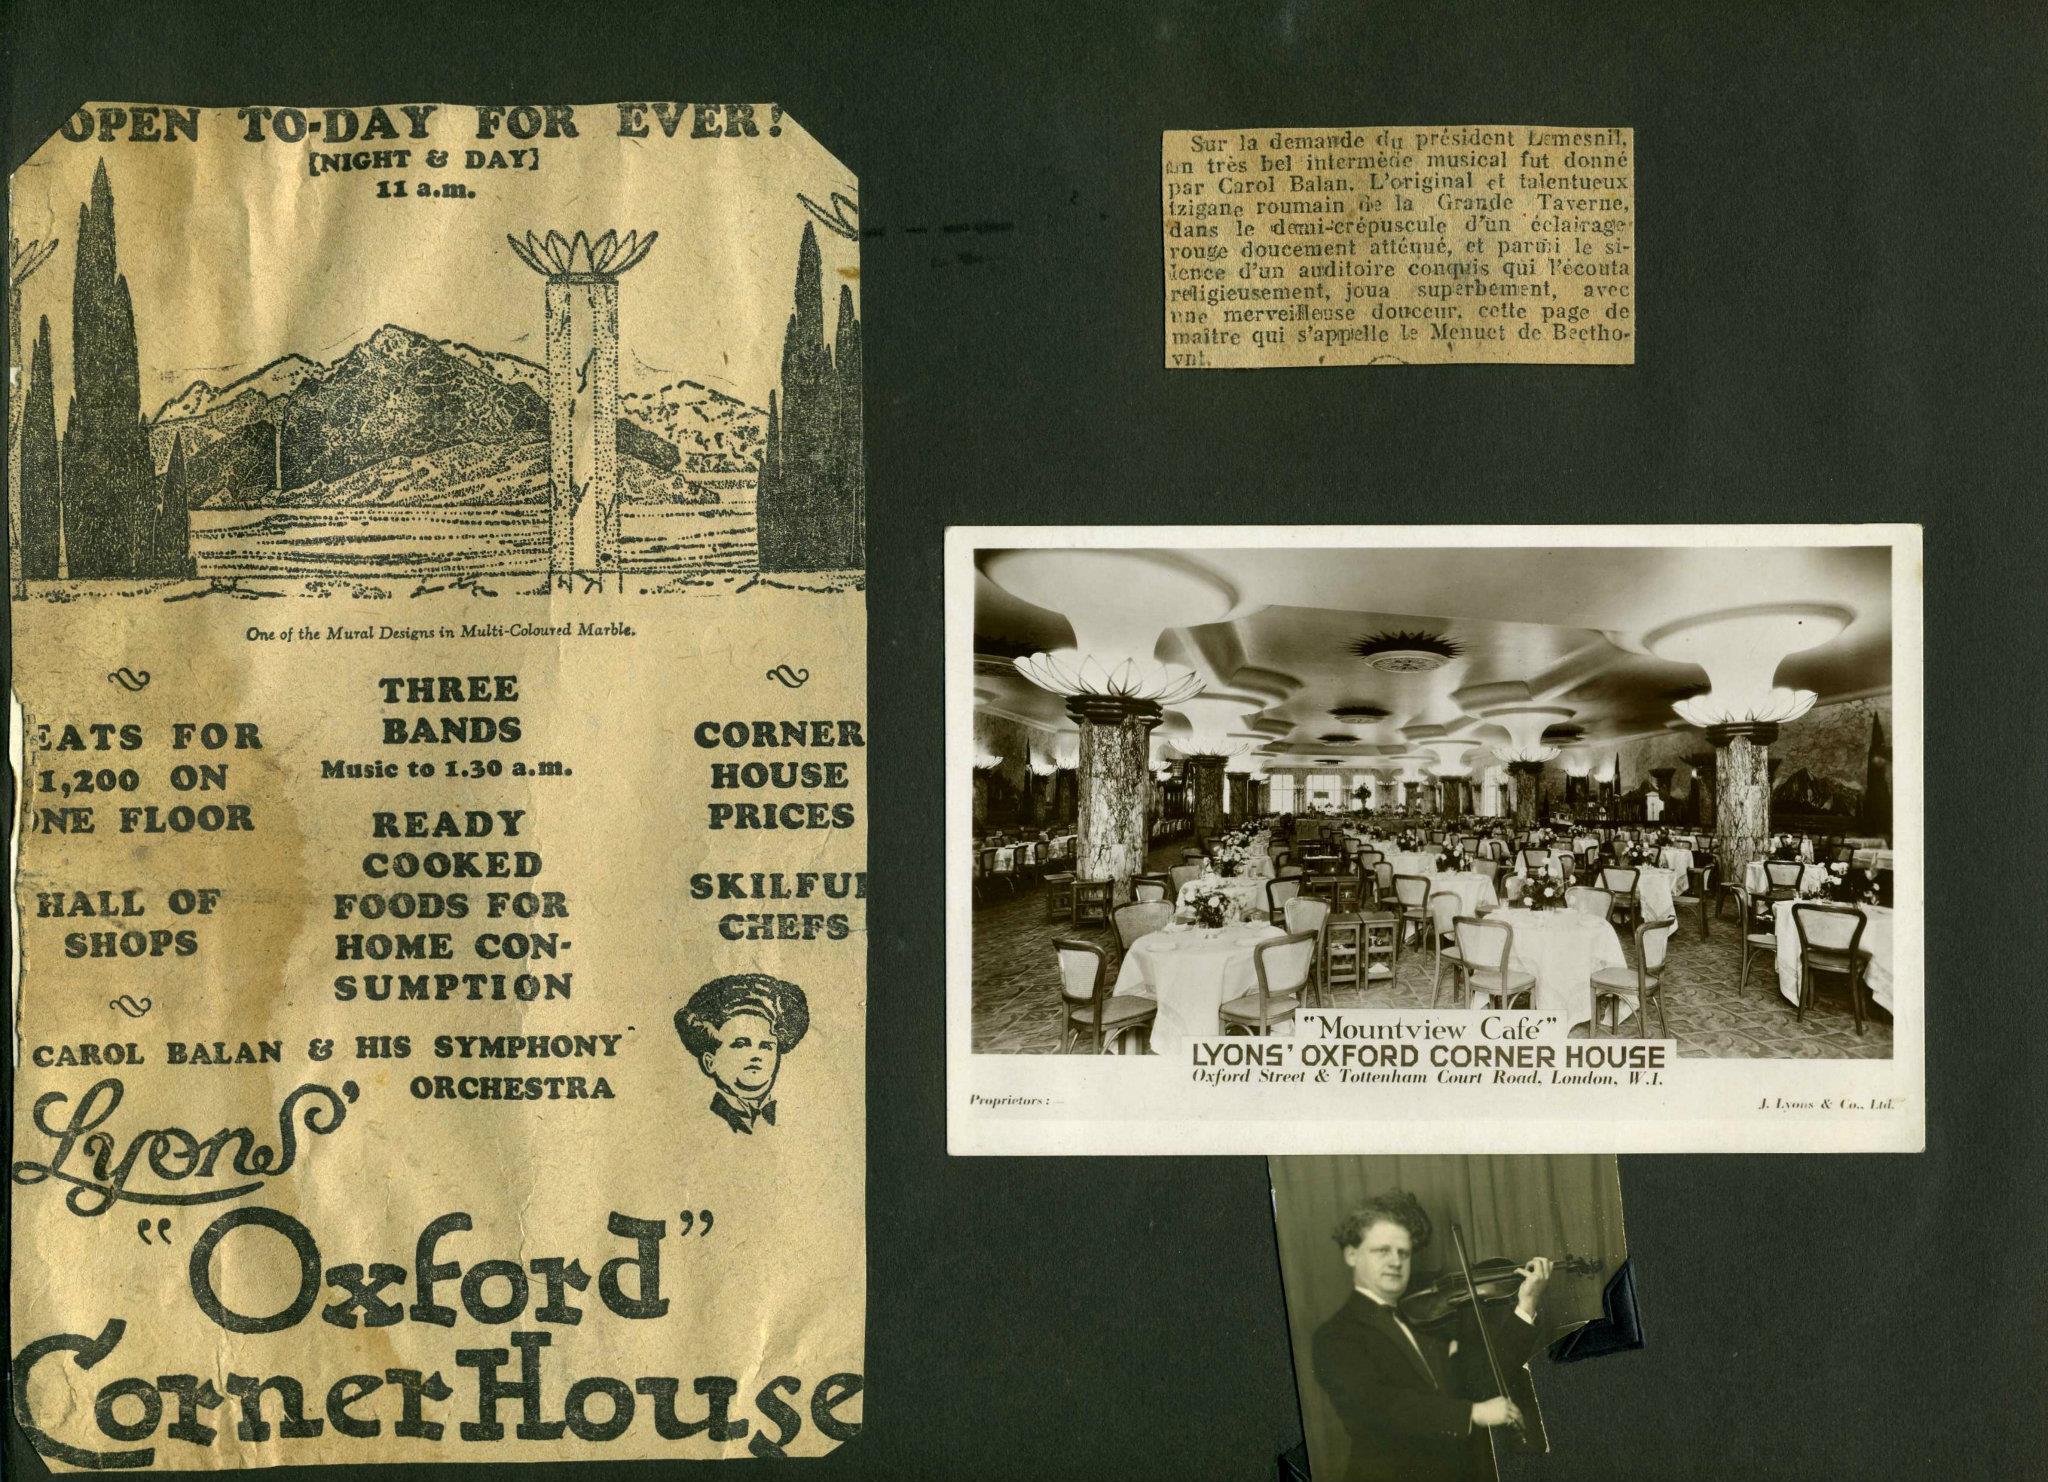 OPEN TO-DAY FOR EVER!
[NIGHT & DAY]
11 a.m.
One of the Mural Designs in Multi-Coloured Marble.
EATS FOR
1,200 ON
ONE FLOOR
HALL OF
SHOPS
THREE
BANDS
Music to 1.30 a.m.
READY
COOKED
FOODS FOR
HOME CON-
SUMPTION
CORNER
HOUSE
PRICES
SKILFUL
CHEFS
CAROL BALAN & HIS SYMPHONY
ORCHESTRA
Lyons'
"Oxford"
Corner House
Sur la demande du président Lemesnil,
un très bel intermède musical fut donné
par Carol Balan. L'original et talentueux
tzigane roumain de la Grande Taverne,
dans le demi-crépuscule d'un éclairage
rouge doucement atténué, et parmi le si-
lence d'un auditoire conquis qui l'écouta
religieusement, joua superbement, avec
une merveilleuse douceur, cette page de
maître qui s'appelle le Menuet de Beetho-
"Mountview Café"
LYONS' OXFORD CORNER HOUSE
Oxford Street & Tottenham Court Road, London, W.1.
Proprietors:—
J. Lyons & Co., Ltd.